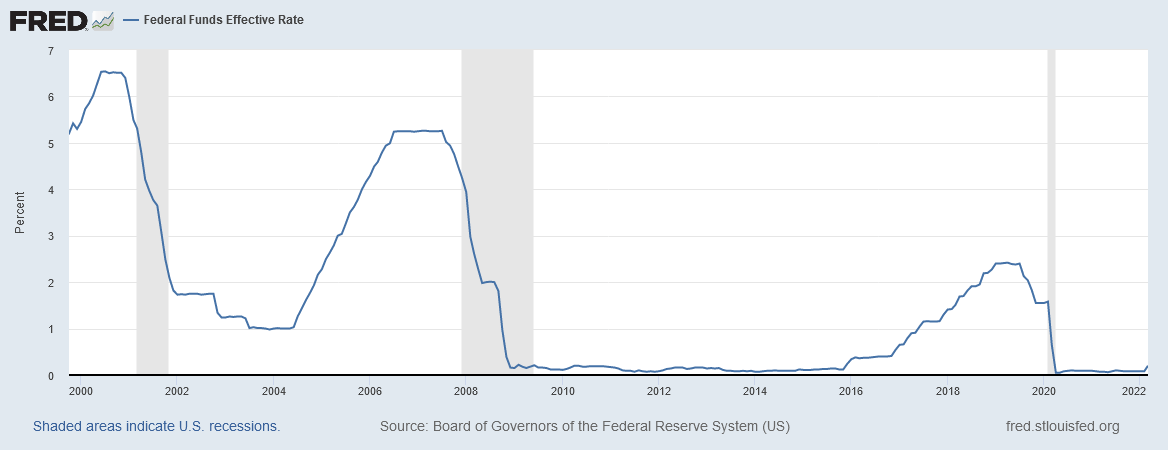 FRED
Federal Funds Effective Rate
7
6
5
4
3
2
1
0
Percent
2000 2002 2004 2006 2008 2010 2012 2014 2016 2018 2020 2022
Shaded areas indicate U.S. recessions. Source: Board of Governors of the Federal Reserve System (US) fred.stlouisfed.org